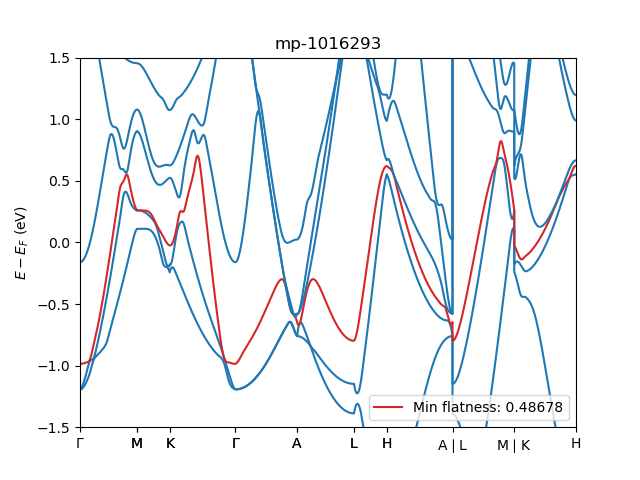 mp-1016293
E − E_F (eV)
1.5
1.0
0.5
0.0
−0.5
−1.0
−1.5
Min flatness: 0.48678
Γ M K Γ A L H A | L M | K H